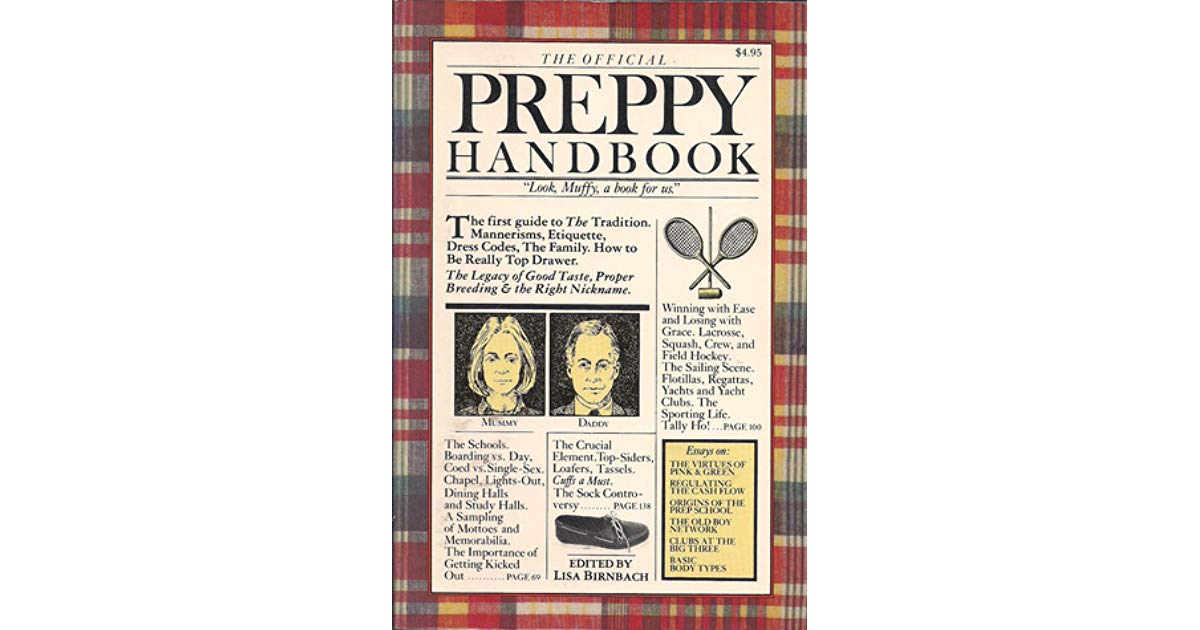 THE OFFICIAL
$4.95
PREPPY
HANDBOOK
"Look, Muffy, a book for us."
The first guide to The Tradition.
Mannerisms, Etiquette,
Dress Codes, The Family. How to
Be Really Top Drawer.
The Legacy of Good Taste, Proper
Breeding & the Right Nickname.
MUMMY
DADDY
Winning with Ease
and Losing with
Grace. Lacrosse,
Squash, Crew, and
Field Hockey.
The Sailing Scene.
Flotillas, Regattas,
Yachts and Yacht
Clubs. The
Sporting Life.
Tally Ho! ... PAGE 100
The Schools.
Boarding vs. Day,
Coed vs. Single-Sex.
Chapel, Lights-Out,
Dining Halls
and Study Halls.
A Sampling
of Mottoes and
Memorabilia.
The Importance of
Getting Kicked
Out .......... PAGE 69
The Crucial
Element. Top-Siders,
Loafers, Tassels.
Cuffs a Must.
The Sock Contro-
versy ........ PAGE 138
EDITED BY
LISA BIRNBACH
Essays on:
THE VIRTUES OF
PINK & GREEN
REGULATING
THE CASH FLOW
ORIGINS OF THE
PREP SCHOOL
THE OLD BOY
NETWORK
CLUBS AT THE
BIG THREE
BASIC
BODY TYPES